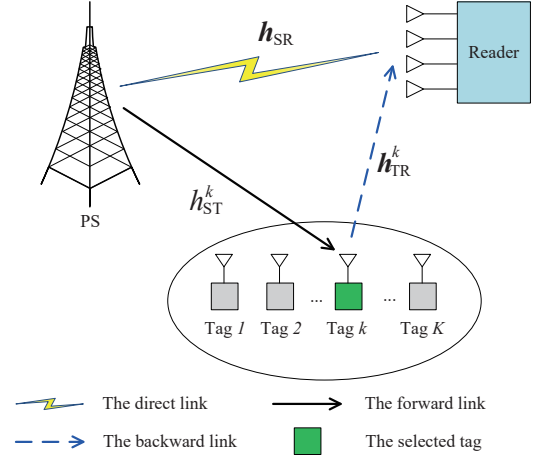 h_SR
Reader
h_TR^k
h_ST^k
PS
Tag 1 Tag 2 ... Tag k ... Tag K
The direct link The forward link
The backward link The selected tag